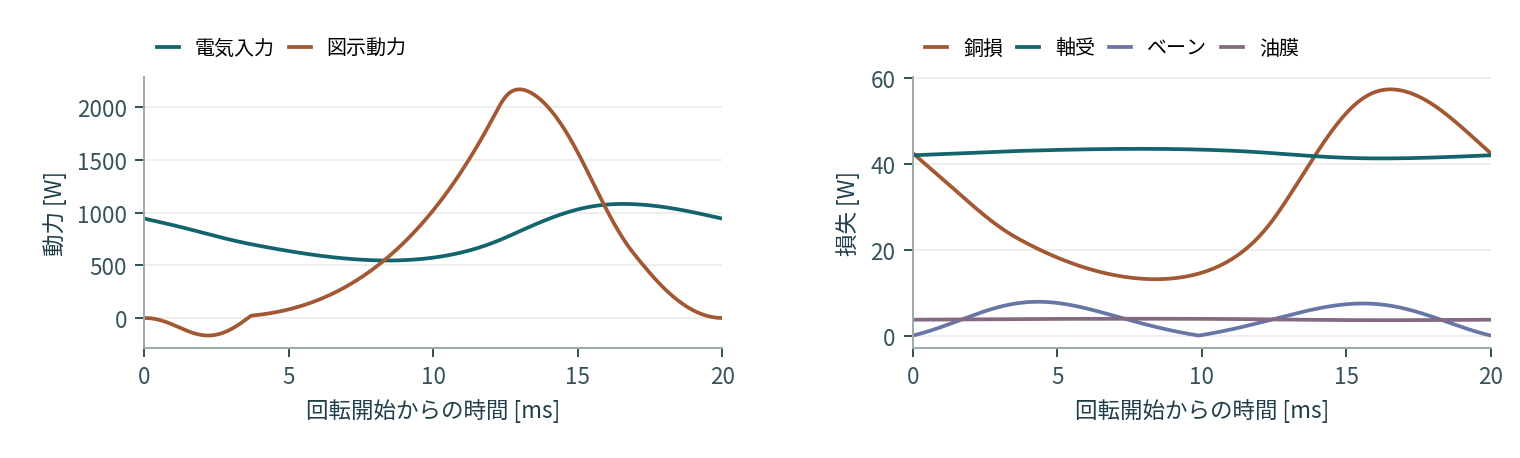 電気入力 図示動力
動力 [W]
2000
1500
1000
500
0
0 5 10 15 20
回転開始からの時間 [ms]
銅損 軸受 ベーン 油膜
損失 [W]
60
40
20
0
0 5 10 15 20
回転開始からの時間 [ms]